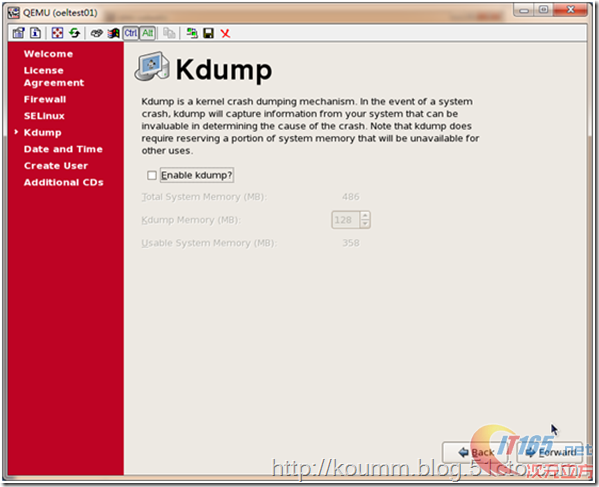 QEMU (oeltest01)
Ctrl Alt
Welcome
License
Agreement
Firewall
SELinux
Kdump
Date and Time
Create User
Additional CDs
Kdump
Kdump is a kernel crash dumping mechanism. In the event of a system
crash, kdump will capture information from your system that can be
invaluable in determining the cause of the crash. Note that kdump does
require reserving a portion of system memory that will be unavailable for
other uses.
Enable kdump?
Total System Memory (MB): 486
Kdump Memory (MB): 128
Usable System Memory (MB): 358
Back Forward
IT165.net
http://koumm.blog.51cto.com